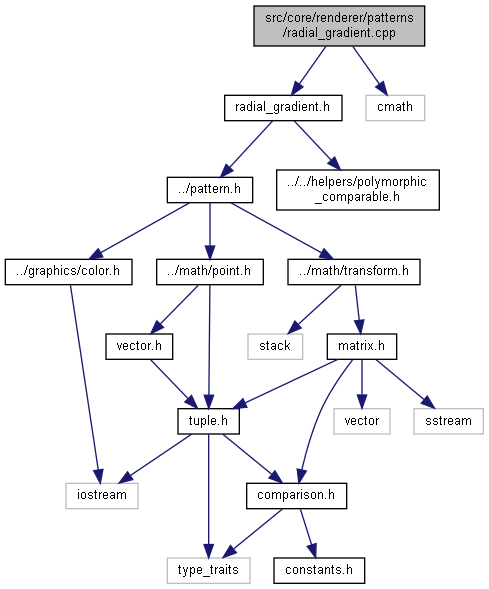 src/core/renderer/patterns
/radial_gradient.cpp
radial_gradient.h
cmath
../pattern.h
../../helpers/polymorphic
_comparable.h
../graphics/color.h
../math/point.h
../math/transform.h
vector.h
stack
matrix.h
tuple.h
vector
sstream
iostream
comparison.h
type_traits
constants.h